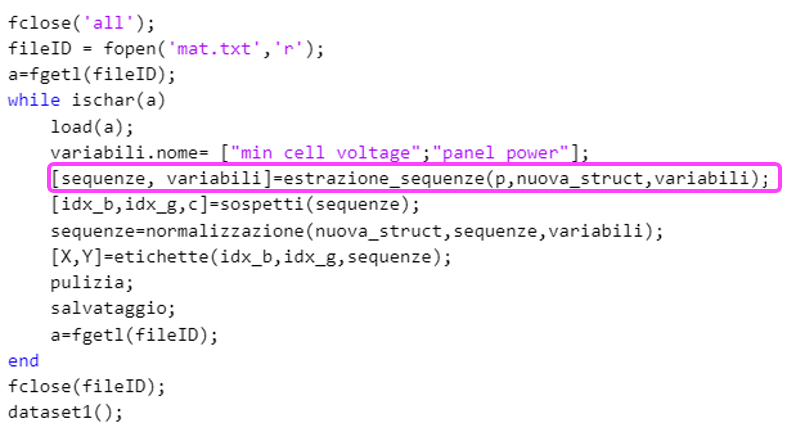 fclose('all');
fileID = fopen('mat.txt','r');
a=fgetl(fileID);
while ischar(a)
load(a);
variabili.nome= ["min cell voltage";"panel power"];
[sequenze, variabili]=estrazione_sequenze(p,nuova_struct,variabili);
[idx_b,idx_g,c]=sospetti(sequenze);
sequenze=normalizzazione(nuova_struct,sequenze,variabili);
[X,Y]=etichette(idx_b,idx_g,sequenze);
pulizia;
salvataggio;
a=fgetl(fileID);
end
fclose(fileID);
dataset1();